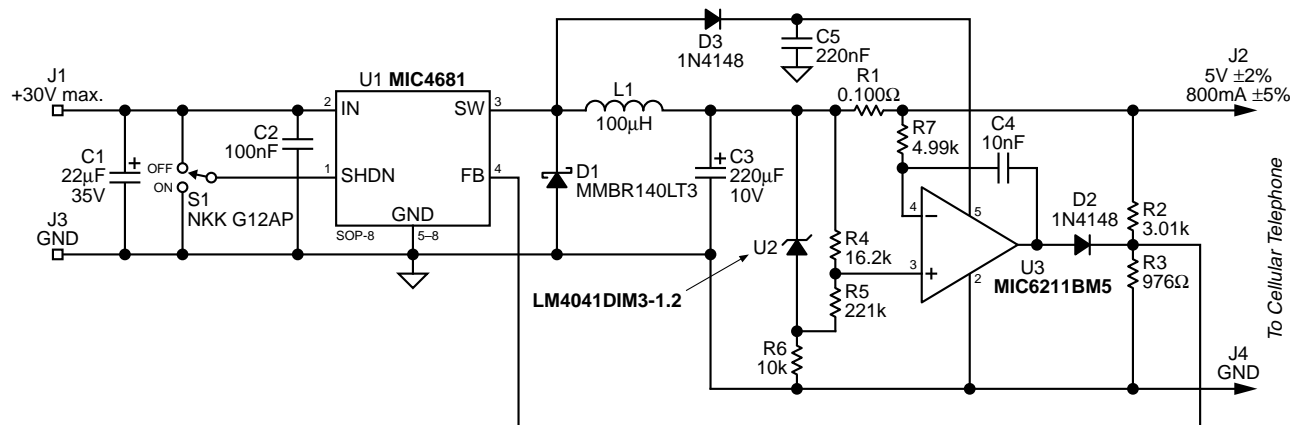 D3
1N4148
C5
220nF
J1
+30V max.
U1 MIC4681
2
IN
SW
3
1
SHDN
FB
4
GND
SOP-8
5–8
C1
22µF
35V
+
OFF
ON
S1
NKK G12AP
C2
100nF
J3
GND
L1
100µH
D1
MMBR140LT3
C3
220µF
10V
+
R1
0.100Ω
J2
5V ±2%
800mA ±5%
R7
4.99k
C4
10nF
D2
1N4148
4
−
5
3
+
2
U3
MIC6211BM5
U2
LM4041DIM3-1.2
R4
16.2k
R5
221k
R6
10k
R2
3.01k
R3
976Ω
J4
GND
To Cellular Telephone